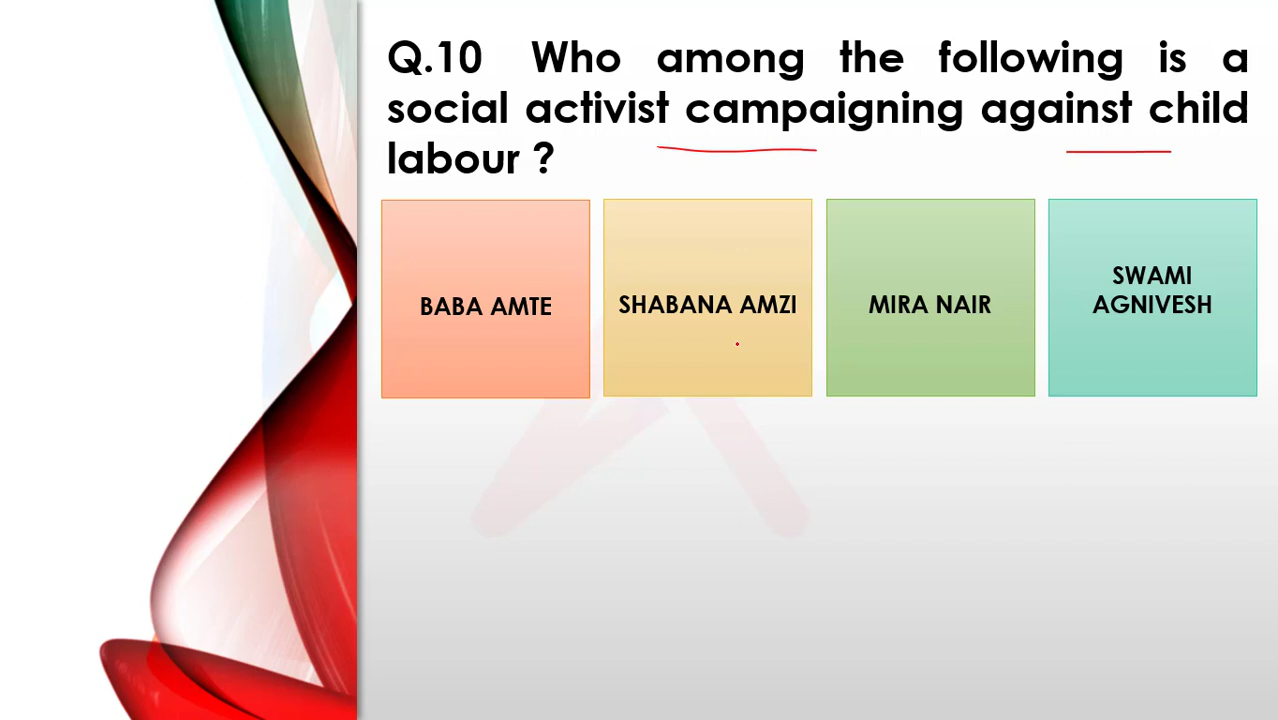 Q.10 Who among the following is a
social activist campaigning against child
labour ?
BABA AMTE
SHABANA AMZI
MIRA NAIR
SWAMI
AGNIVESH